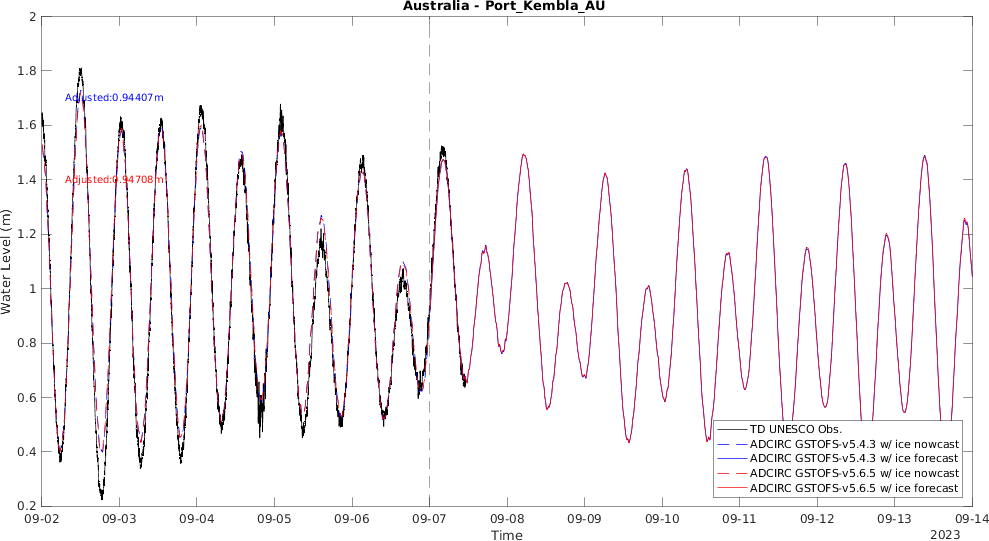 Australia - Port_Kembla_AU
2
1.8
1.6
1.4
1.2
1
0.8
0.6
0.4
0.2
Water Level (m)
Adjusted:0.94407m
Adjusted:0.94708m
TD UNESCO Obs.
ADCIRC GSTOFS-v5.4.3 w/ ice nowcast
ADCIRC GSTOFS-v5.4.3 w/ ice forecast
ADCIRC GSTOFS-v5.6.5 w/ ice nowcast
ADCIRC GSTOFS-v5.6.5 w/ ice forecast
09-02 09-03 09-04 09-05 09-06 09-07 09-08 09-09 09-10 09-11 09-12 09-13 09-14
Time
2023